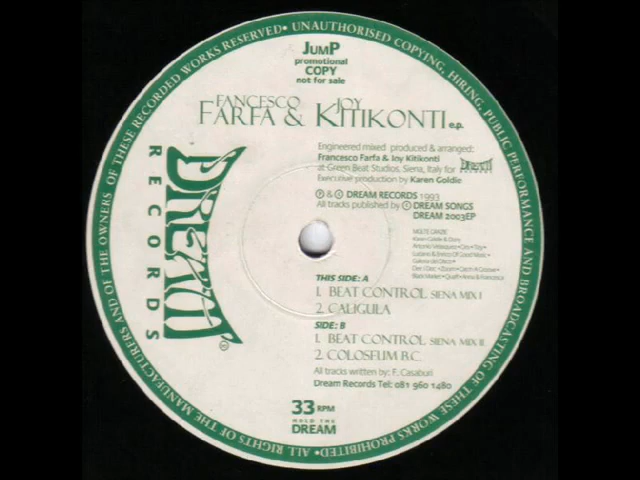 • UNAUTHORISED COPYING, HIRING, PUBLIC PERFORMANCE AND BROADCASTING OF THESE WORKS PROHIBITED • ALL RIGHTS OF THE MANUFACTURERS AND OF THE OWNERS OF THESE RECORDED WORKS RESERVED
JUMP
promotional
COPY
not for sale
FANCESCO JOY
FARFA & KITIKONTI e.p.
DREAM
RECORDS
Engineered mixed produced & arranged:
Francesco Farfa & Joy Kitikonti
at Green Beat Studios, Siena, Italy for
DREAM
RECORDS
Executive production by Karen Goldie
Ⓟ & © DREAM RECORDS 1993
All tracks published by © DREAM SONGS
DREAM 2003EP
MOLTE GRAZIE
THIS SIDE: A
1. BEAT CONTROL SIENA MIX I
2. CALIGULA
SIDE: B
1. BEAT CONTROL SIENA MIX II
2. COLOSEUM B.C.
All tracks written by: F. Casaburi
Dream Records Tel: 081 960 1480
33 RPM
HOLD THE
DREAM